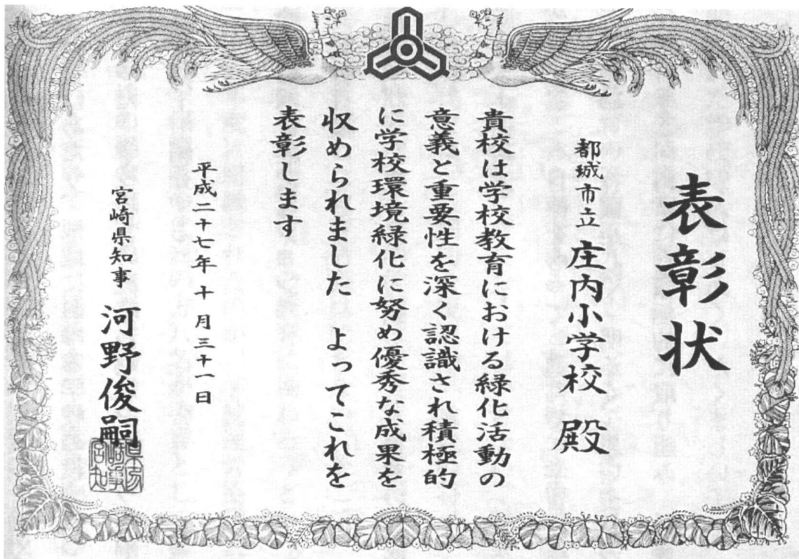 表彰状
都城市立 庄内小学校 殿
貴校は学校教育における緑化活動の
意義と重要性を深く認識され積極的
に学校環境緑化に努め優秀な成果を
収められました よってこれを
表彰します
平成二十七年十月三十一日
宮崎県知事 河野俊嗣